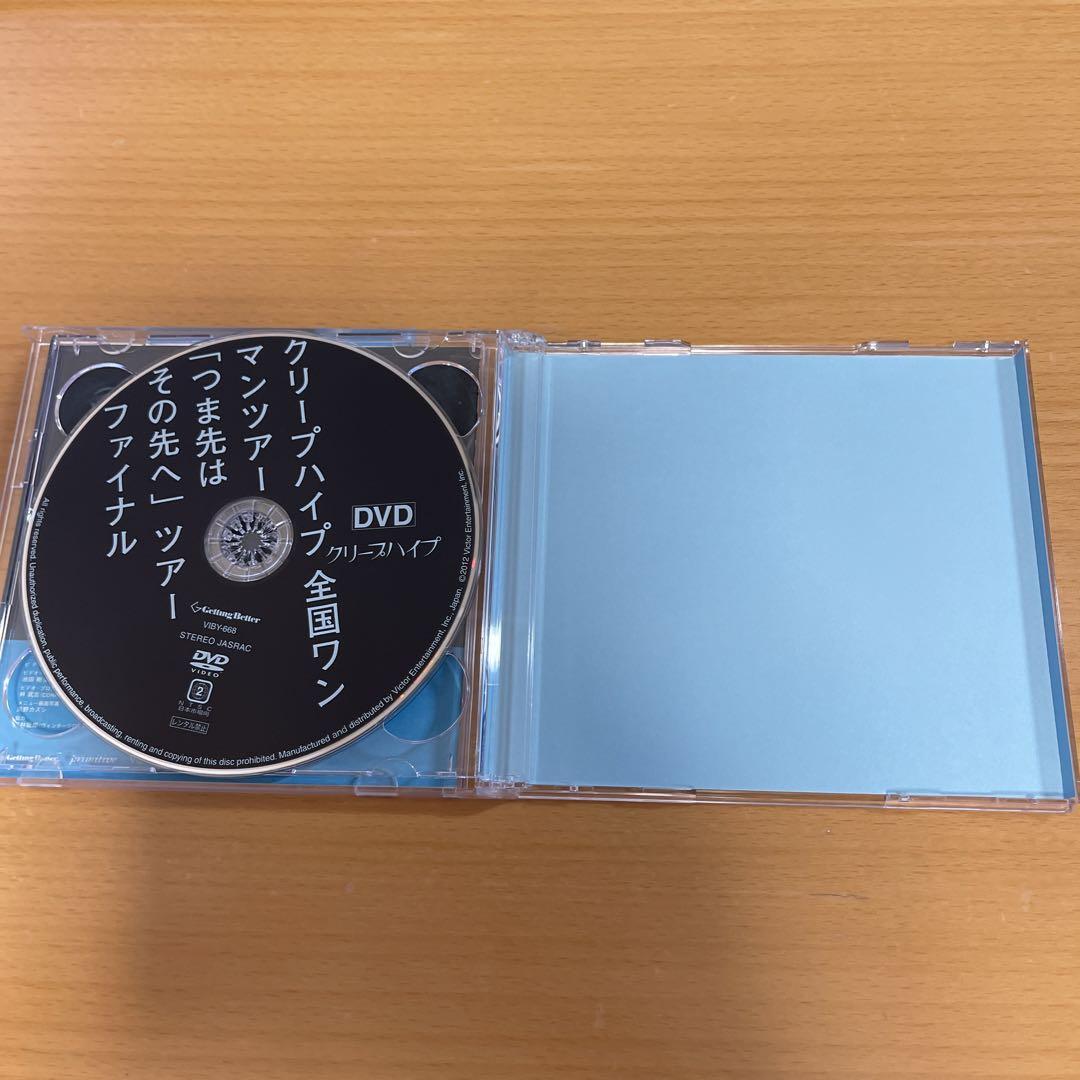 クリープハイプ 全国ワン
マンツアー
「つま先は
その先へ」ツアー
ファイナル
DVD
クリープハイプ
Getting Better
VIBY-668
STEREO JASRAC
DVD
VIDEO
2
NTSC
日本市場向
レンタル禁止
All rights reserved. Unauthorized duplication, public performance, broadcasting, renting and copying of this disc prohibited. Manufactured and distributed by Victor Entertainment, Inc., Japan. ©2012 Victor Entertainment, Inc.
Getting Better